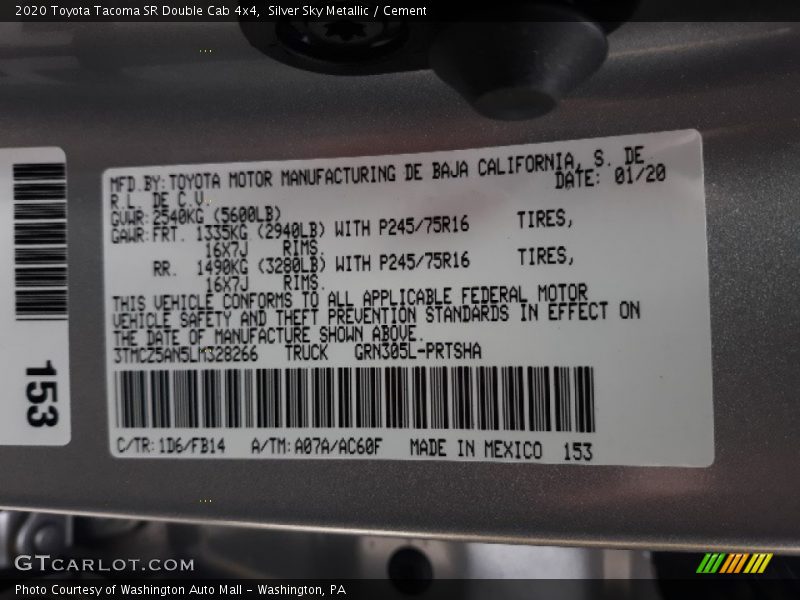 2020 Toyota Tacoma SR Double Cab 4x4,  Silver Sky Metallic / Cement
MFD.BY:TOYOTA MOTOR MANUFACTURING DE BAJA CALIFORNIA, S. DE
R.L. DE C.V.
DATE: 01/20
GVWR:2540KG (5600LB)
GAWR:FRT. 1335KG (2940LB) WITH P245/75R16 TIRES,
16X7J RIMS.
RR. 1490KG (3280LB) WITH P245/75R16 TIRES,
16X7J RIMS.
THIS VEHICLE CONFORMS TO ALL APPLICABLE FEDERAL MOTOR
VEHICLE SAFETY AND THEFT PREVENTION STANDARDS IN EFFECT ON
THE DATE OF MANUFACTURE SHOWN ABOVE.
3TMCZ5AN5LM328266 TRUCK GRN305L-PRTSHA
C/TR:1D6/FB14 A/TM:A07A/AC60F MADE IN MEXICO 153
153
GTCARLOT.COM
Photo Courtesy of Washington Auto Mall - Washington, PA